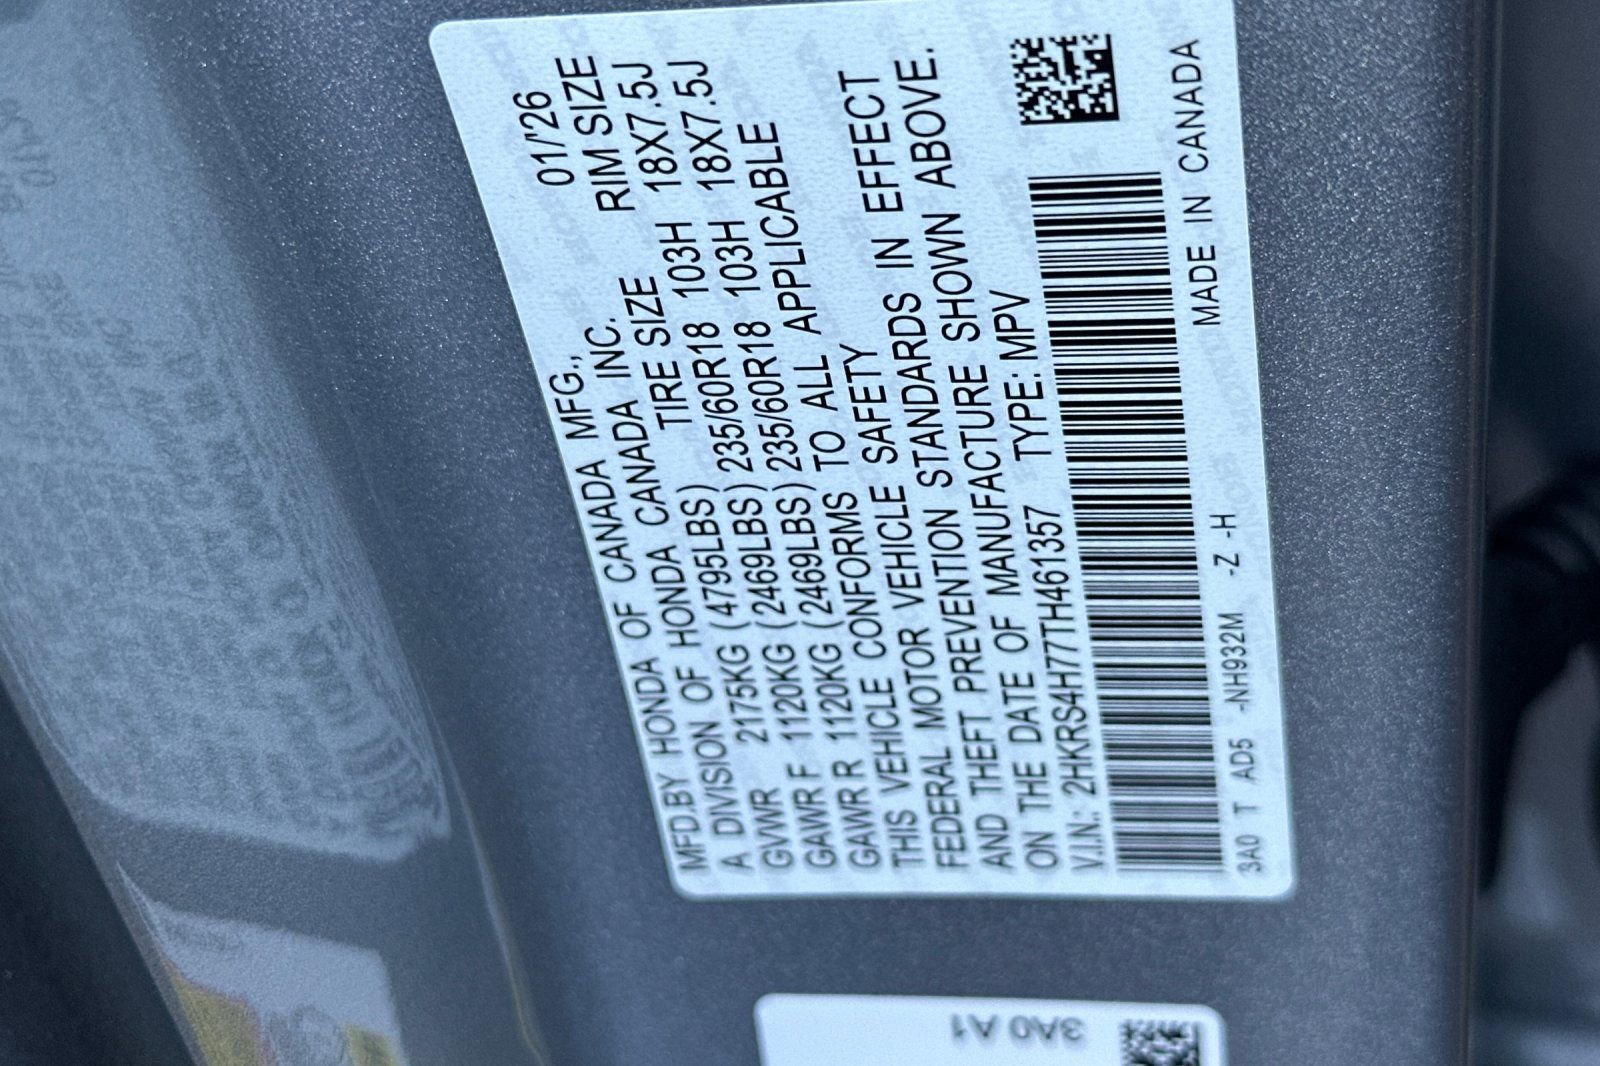 MFD.BY HONDA OF CANADA MFG., 01/'26
A DIVISION OF HONDA CANADA INC.
TIRE SIZE RIM SIZE
GVWR 2175KG (4795LBS)
GAWR F 1120KG (2469LBS) 235/60R18 103H 18X7.5J
GAWR R 1120KG (2469LBS) 235/60R18 103H 18X7.5J
THIS VEHICLE CONFORMS TO ALL APPLICABLE
FEDERAL MOTOR VEHICLE SAFETY
AND THEFT PREVENTION STANDARDS IN EFFECT
ON THE DATE OF MANUFACTURE SHOWN ABOVE.
V.I.N.: 2HKRS4H77TH461357 TYPE: MPV
3A0 T AD5 -NH932M -Z -H MADE IN CANADA
3A0 A1